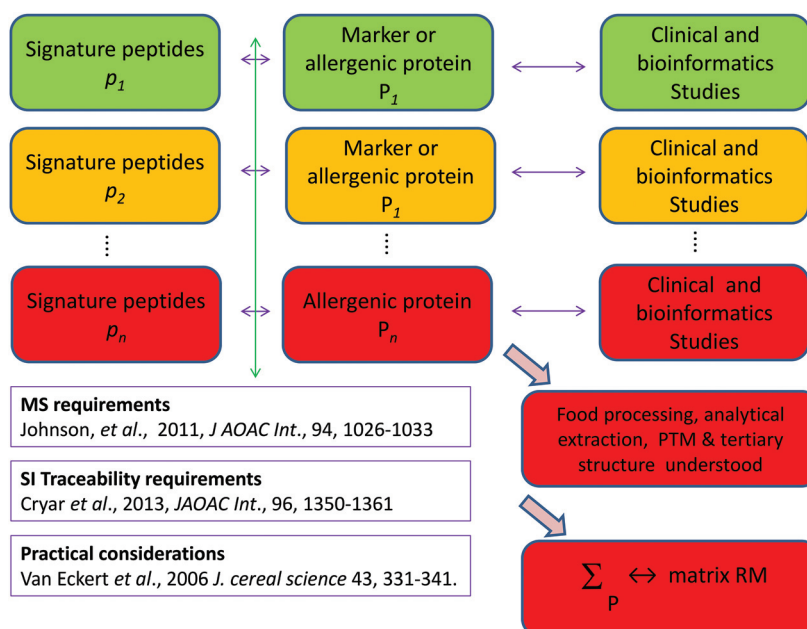 Signature peptides
p1
Marker or
allergenic protein
P1
Clinical and
bioinformatics
Studies
Signature peptides
p2
Marker or
allergenic protein
P1
Clinical and
bioinformatics
Studies
Signature peptides
pn
Allergenic protein
Pn
Clinical and
bioinformatics
Studies
MS requirements
Johnson, et al., 2011, J AOAC Int., 94, 1026-1033
SI Traceability requirements
Cryar et al., 2013, JAOAC Int., 96, 1350-1361
Practical considerations
Van Eckert et al., 2006 J. cereal science 43, 331-341.
Food processing, analytical
extraction, PTM & tertiary
structure understood
∑P ↔ matrix RM